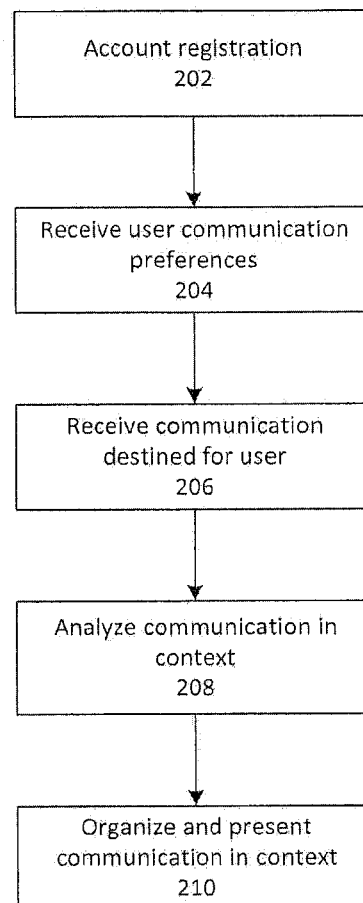 Account registration
202
Receive user communication
preferences
204
Receive communication
destined for user
206
Analyze communication in
context
208
Organize and present
communication in context
210